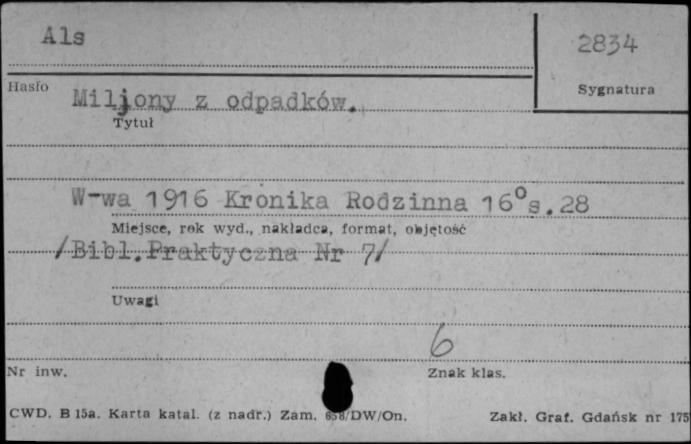 Als
2834
Hasło
Sygnatura
Miljony z odpadków.
Tytuł
W-wa 1916 Kronika Rodzinna 16° s.28
Miejsce, rok wyd., nakładca, format, objętość
/Bibl.Praktyczna Nr 7/
Uwagi
6
Nr inw.
Znak klas.
CWD. B 15a. Karta katal. (z nadr.) Zam. 658/DW/On.
Zakł. Graf. Gdańsk nr 175